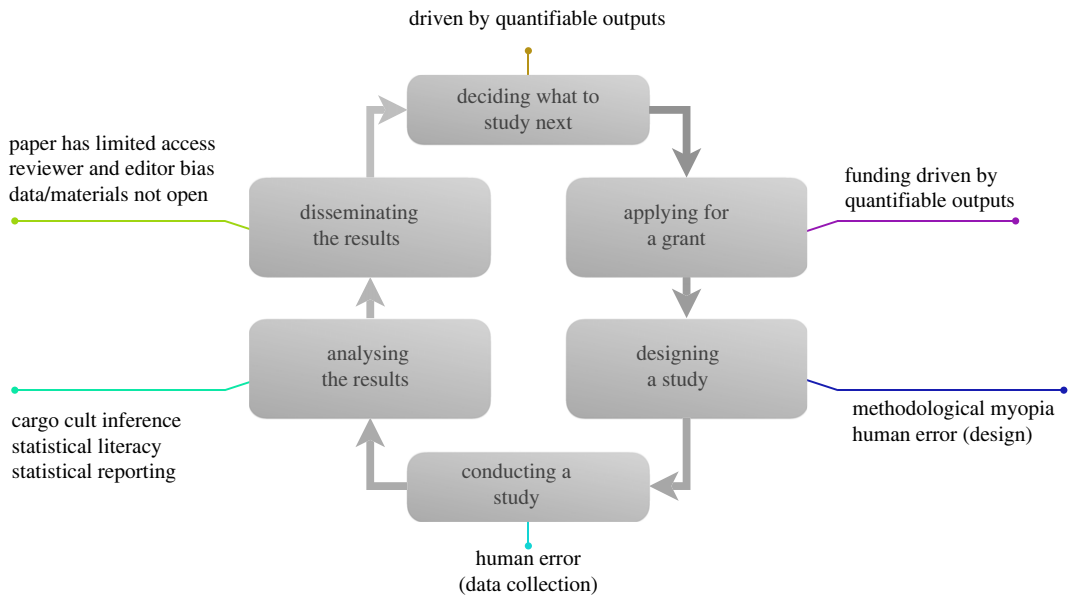 driven by quantifiable outputs
deciding what to
study next
paper has limited access
reviewer and editor bias
data/materials not open
funding driven by
quantifiable outputs
disseminating
the results
applying for
a grant
analysing
the results
designing
a study
cargo cult inference
statistical literacy
statistical reporting
methodological myopia
human error (design)
conducting a
study
human error
(data collection)